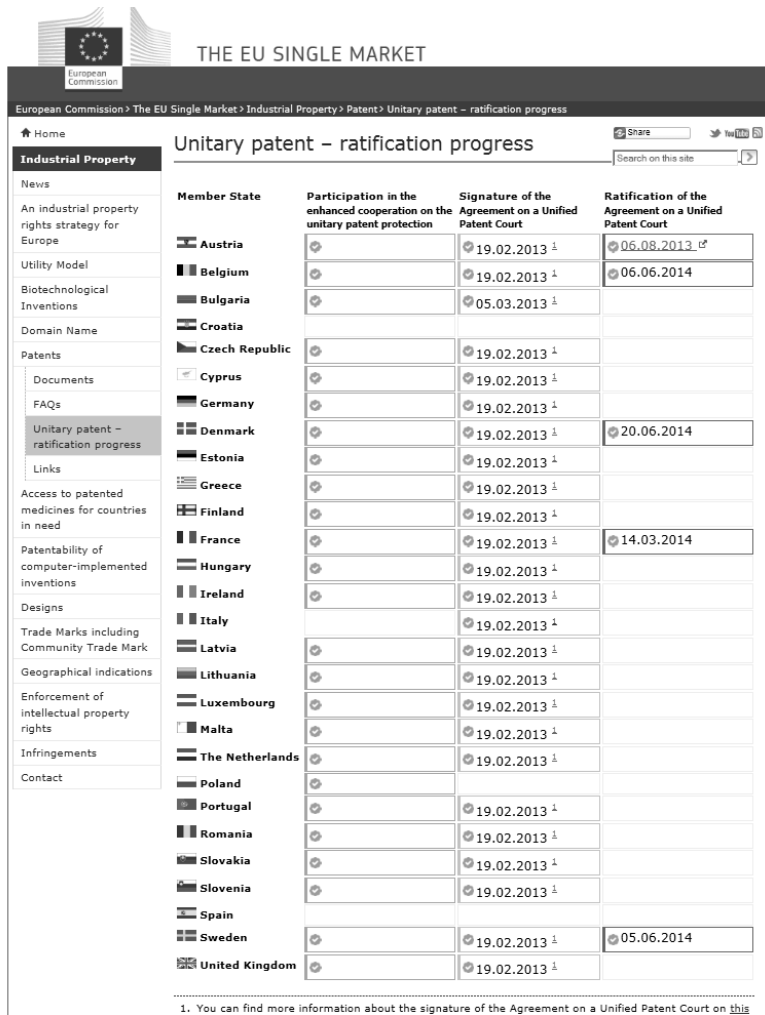 THE EU SINGLE MARKET
European
Commission
European Commission > The EU Single Market > Industrial Property > Patent > Unitary patent – ratification progress
Home
Industrial Property
News
An industrial property
rights strategy for
Europe
Utility Model
Biotechnological
Inventions
Domain Name
Patents
Documents
FAQs
Unitary patent –
ratification progress
Links
Access to patented
medicines for countries
in need
Patentability of
computer-implemented
inventions
Designs
Trade Marks including
Community Trade Mark
Geographical indications
Enforcement of
intellectual property
rights
Infringements
Contact
Share
YouTube
Search on this site
Unitary patent – ratification progress
Member State Participation in the Signature of the Ratification of the
enhanced cooperation on the Agreement on a Unified Agreement on a Unified
unitary patent protection Patent Court Patent Court
Austria 19.02.2013 1 06.08.2013
Belgium 19.02.2013 1 06.06.2014
Bulgaria 05.03.2013 1
Croatia
Czech Republic 19.02.2013 1
Cyprus 19.02.2013 1
Germany 19.02.2013 1
Denmark 19.02.2013 1 20.06.2014
Estonia 19.02.2013 1
Greece 19.02.2013 1
Finland 19.02.2013 1
France 19.02.2013 1 14.03.2014
Hungary 19.02.2013 1
Ireland 19.02.2013 1
Italy 19.02.2013 1
Latvia 19.02.2013 1
Lithuania 19.02.2013 1
Luxembourg 19.02.2013 1
Malta 19.02.2013 1
The Netherlands 19.02.2013 1
Poland
Portugal 19.02.2013 1
Romania 19.02.2013 1
Slovakia 19.02.2013 1
Slovenia 19.02.2013 1
Spain
Sweden 19.02.2013 1 05.06.2014
United Kingdom 19.02.2013 1
1. You can find more information about the signature of the Agreement on a Unified Patent Court on this